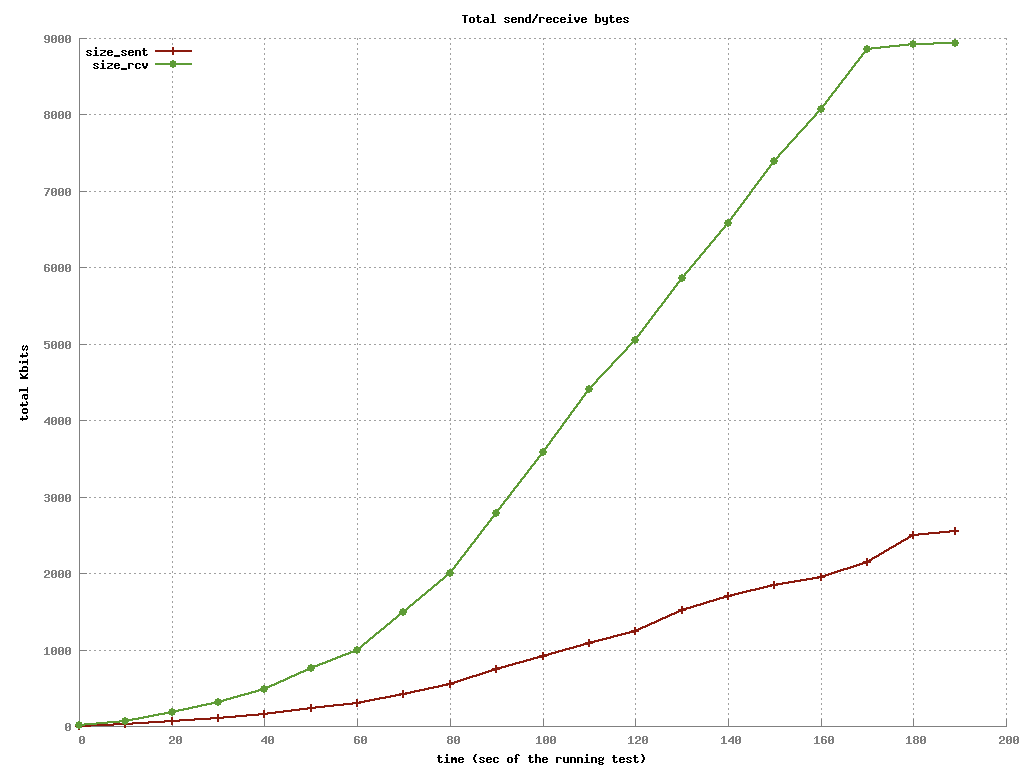 Total send/receive bytes
size_sent
size_rcv
9000
8000
7000
6000
5000
4000
3000
2000
1000
0
total Kbits
0 20 40 60 80 100 120 140 160 180 200
time (sec of the running test)